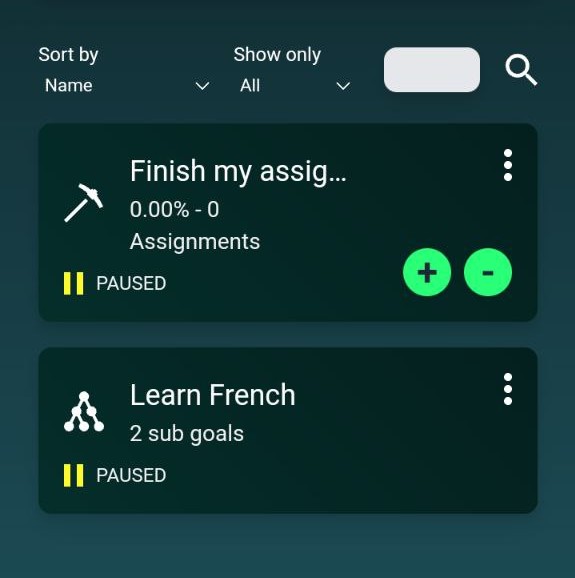 Sort by
Show only
Name
All
Finish my assig...
0.00% - 0
Assignments
PAUSED
+ -
Learn French
2 sub goals
PAUSED